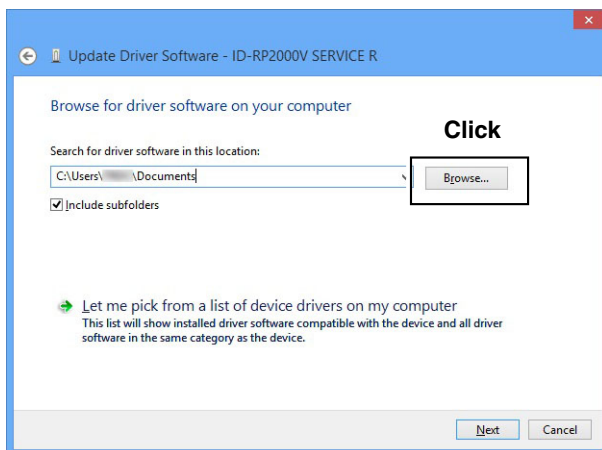 Update Driver Software - ID-RP2000V SERVICE R
Browse for driver software on your computer
Click
Search for driver software in this location:
C:\Users\ \Documents
Browse...
Include subfolders
Let me pick from a list of device drivers on my computer
This list will show installed driver software compatible with the device and all driver
software in the same category as the device.
Next
Cancel